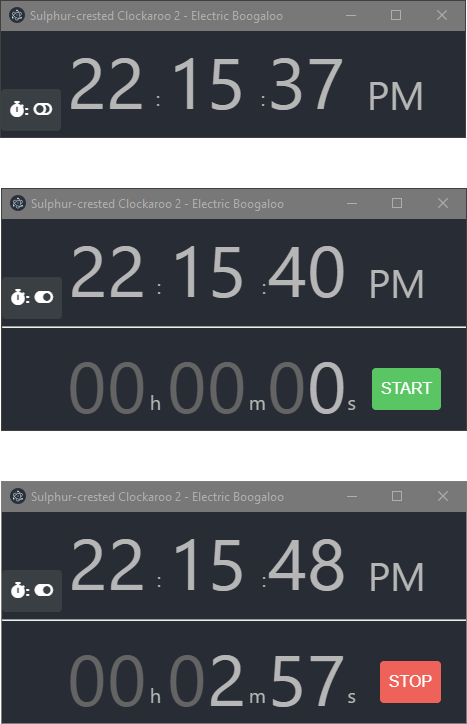 Sulphur-crested Clockaroo 2 - Electric Boogaloo
22 : 15 : 37 PM
:
Sulphur-crested Clockaroo 2 - Electric Boogaloo
22 : 15 : 40 PM
:
00 h 00 m 00 s START
Sulphur-crested Clockaroo 2 - Electric Boogaloo
22 : 15 : 48 PM
:
00 h 02 m 57 s STOP